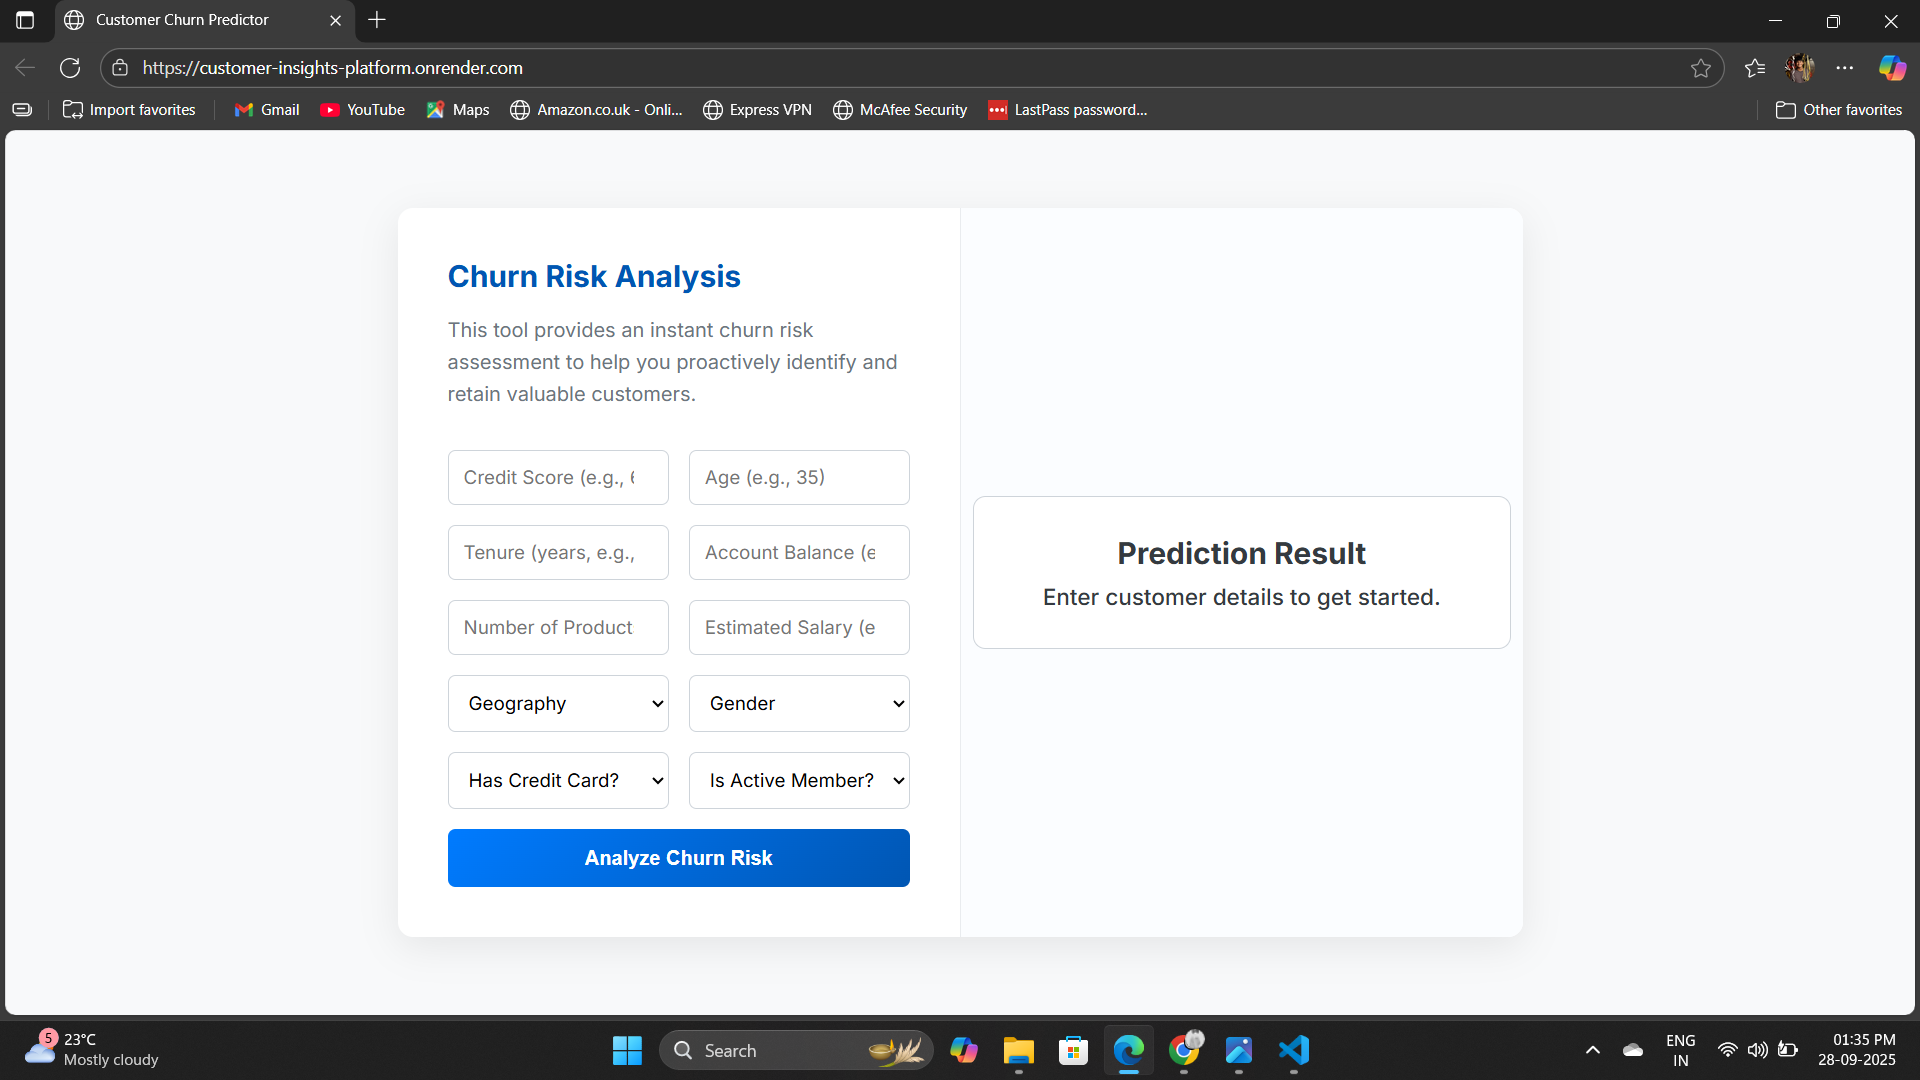 Customer Churn Predictor
https://customer-insights-platform.onrender.com
Import favorites
Gmail
YouTube
Maps
Amazon.co.uk - Onli...
Express VPN
McAfee Security
LastPass password...
Other favorites
Churn Risk Analysis
This tool provides an instant churn risk
assessment to help you proactively identify and
retain valuable customers.
Credit Score (e.g.,
Age (e.g., 35)
Tenure (years, e.g.,
Account Balance (e
Number of Product
Estimated Salary (e
Geography
Gender
Has Credit Card?
Is Active Member?
Analyze Churn Risk
Prediction Result
Enter customer details to get started.
5
23°C
Mostly cloudy
Search
ENG
IN
01:35 PM
28-09-2025